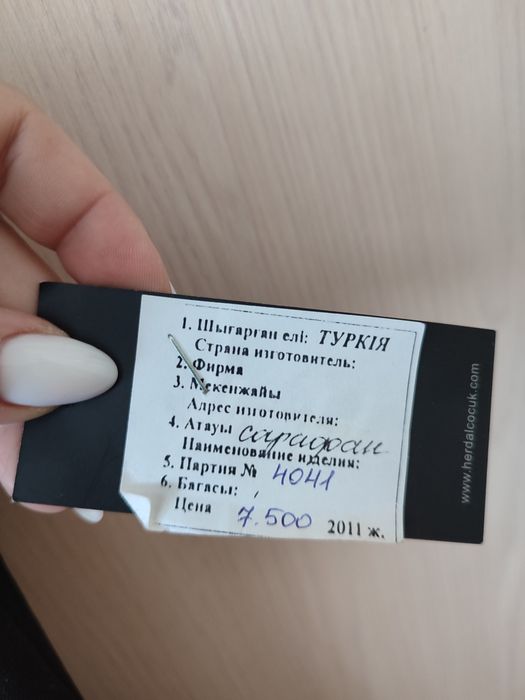 1. Шығарған елі: ТУРКІЯ
Страна изготовитель:
2. Фирма
3. Мекенжайы
Адрес изготовителя:
4. Атауы сарафан
Наименование изделия:
5. Партия № 4041
6. Бағасы:
Цена 7.500 2011 ж.
www.herdalcocuk.com